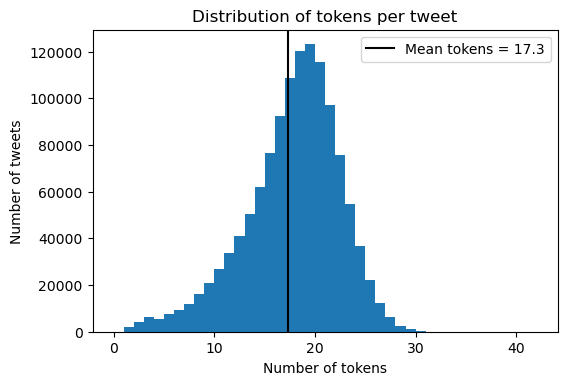 Distribution of tokens per tweet
Mean tokens = 17.3
Number of tweets
120000
100000
80000
60000
40000
20000
0
0 10 20 30 40
Number of tokens